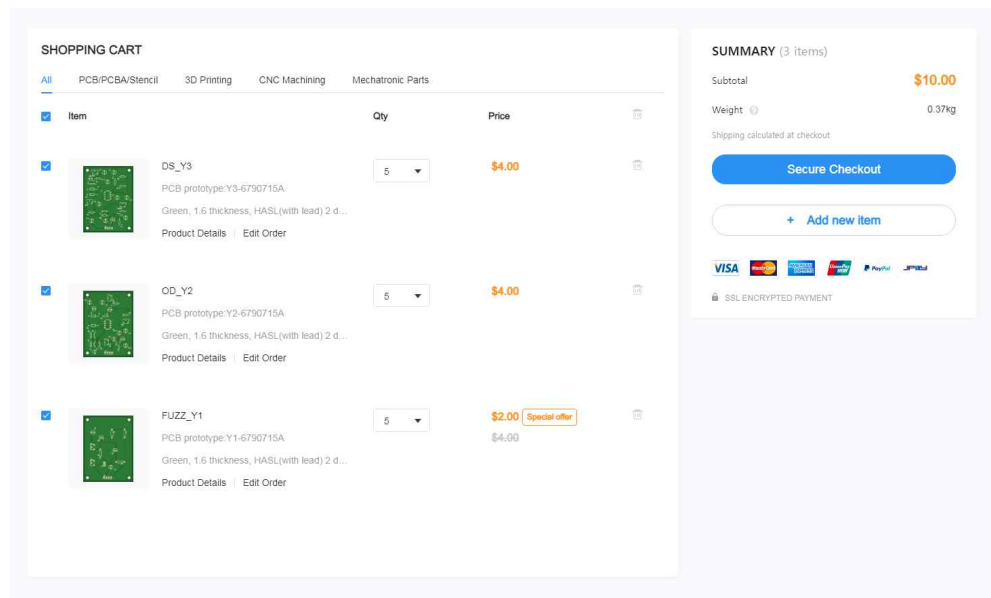 SHOPPING CART
All PCB/PCBA/Stencil 3D Printing CNC Machining Mechatronic Parts
Item Qty Price
DS_Y3 5 $4.00
PCB prototype:Y3-6790715A
Green, 1.6 thickness, HASL(with lead) 2 d...
Product Details Edit Order
OD_Y2 5 $4.00
PCB prototype:Y2-6790715A
Green, 1.6 thickness, HASL(with lead) 2 d...
Product Details Edit Order
FUZZ_Y1 5 $2.00 Special offer
PCB prototype:Y1-6790715A $4.00
Green, 1.6 thickness, HASL(with lead) 2 d...
Product Details Edit Order
SUMMARY (3 items)
Subtotal $10.00
Weight ? 0.37kg
Shipping calculated at checkout
Secure Checkout
+ Add new item
VISA MasterCard UnionPay PayPal
SSL ENCRYPTED PAYMENT